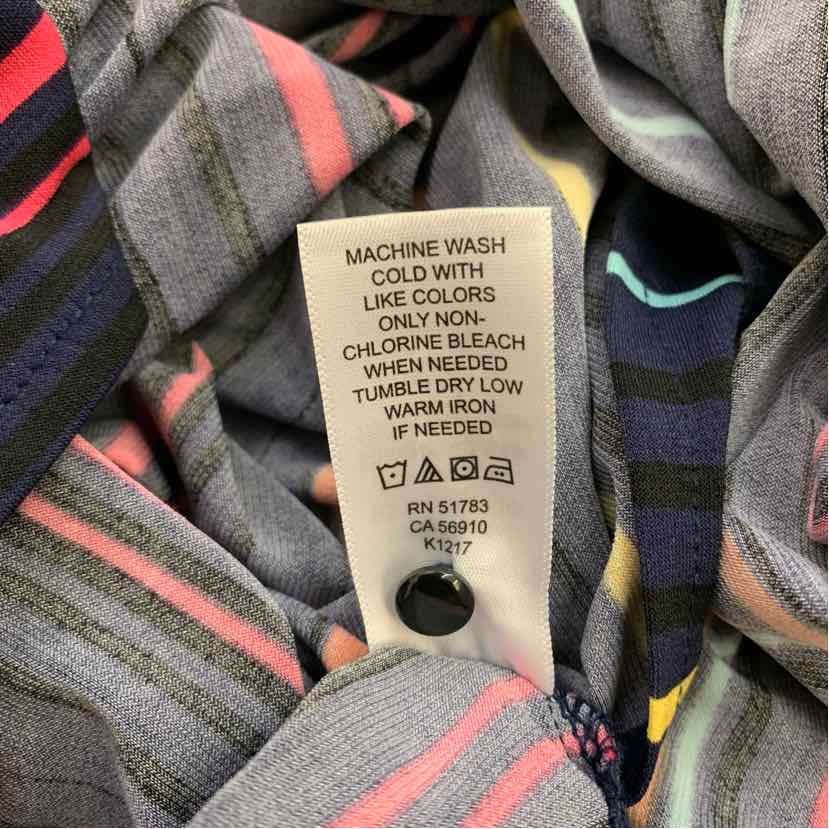 MACHINE WASH
COLD WITH
LIKE COLORS
ONLY NON-
CHLORINE BLEACH
WHEN NEEDED
TUMBLE DRY LOW
WARM IRON
IF NEEDED
RN 51783
CA 56910
K1217